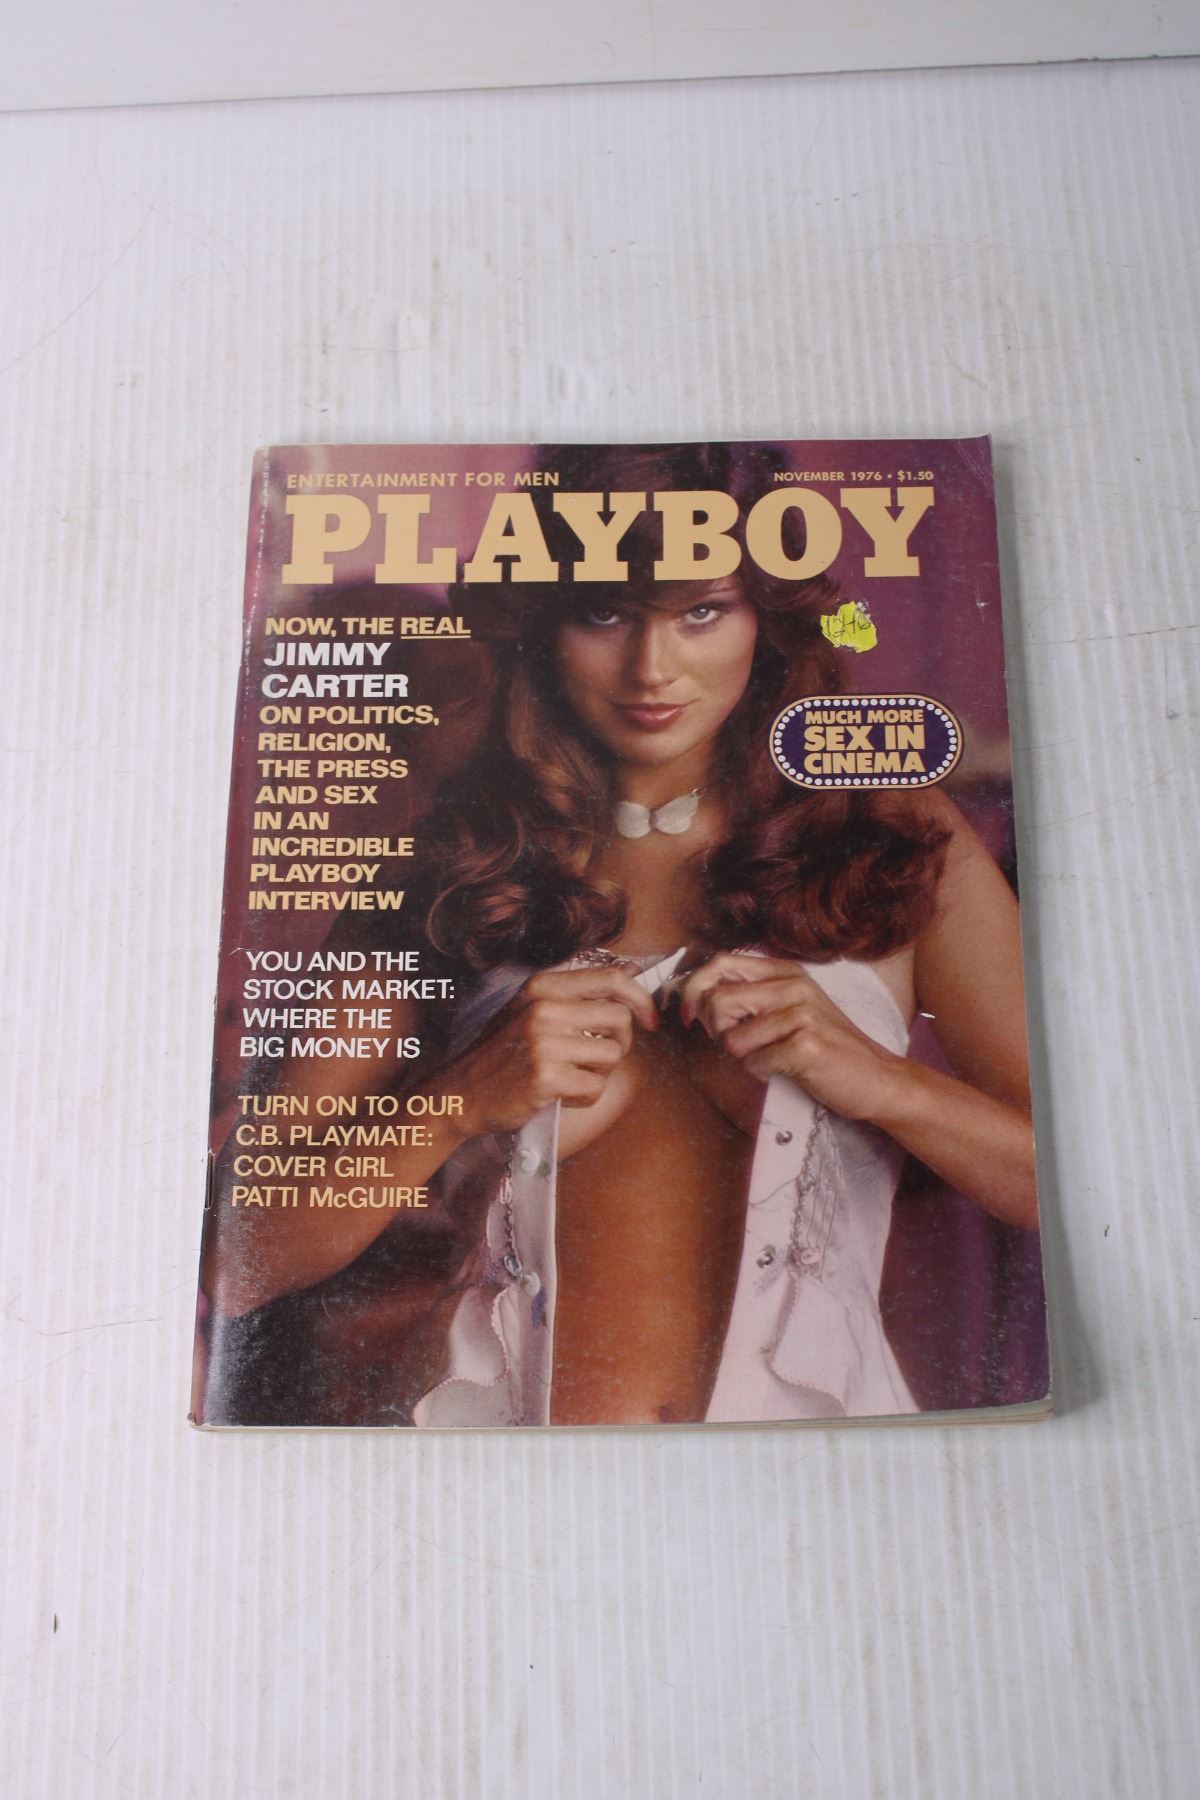 ENTERTAINMENT FOR MEN
NOVEMBER 1976 • $1.50
PLAYBOY
NOW, THE REAL
JIMMY
CARTER
ON POLITICS,
RELIGION,
THE PRESS
AND SEX
IN AN
INCREDIBLE
PLAYBOY
INTERVIEW
MUCH MORE
SEX IN
CINEMA
YOU AND THE
STOCK MARKET:
WHERE THE
BIG MONEY IS
TURN ON TO OUR
C.B. PLAYMATE:
COVER GIRL
PATTI McGUIRE